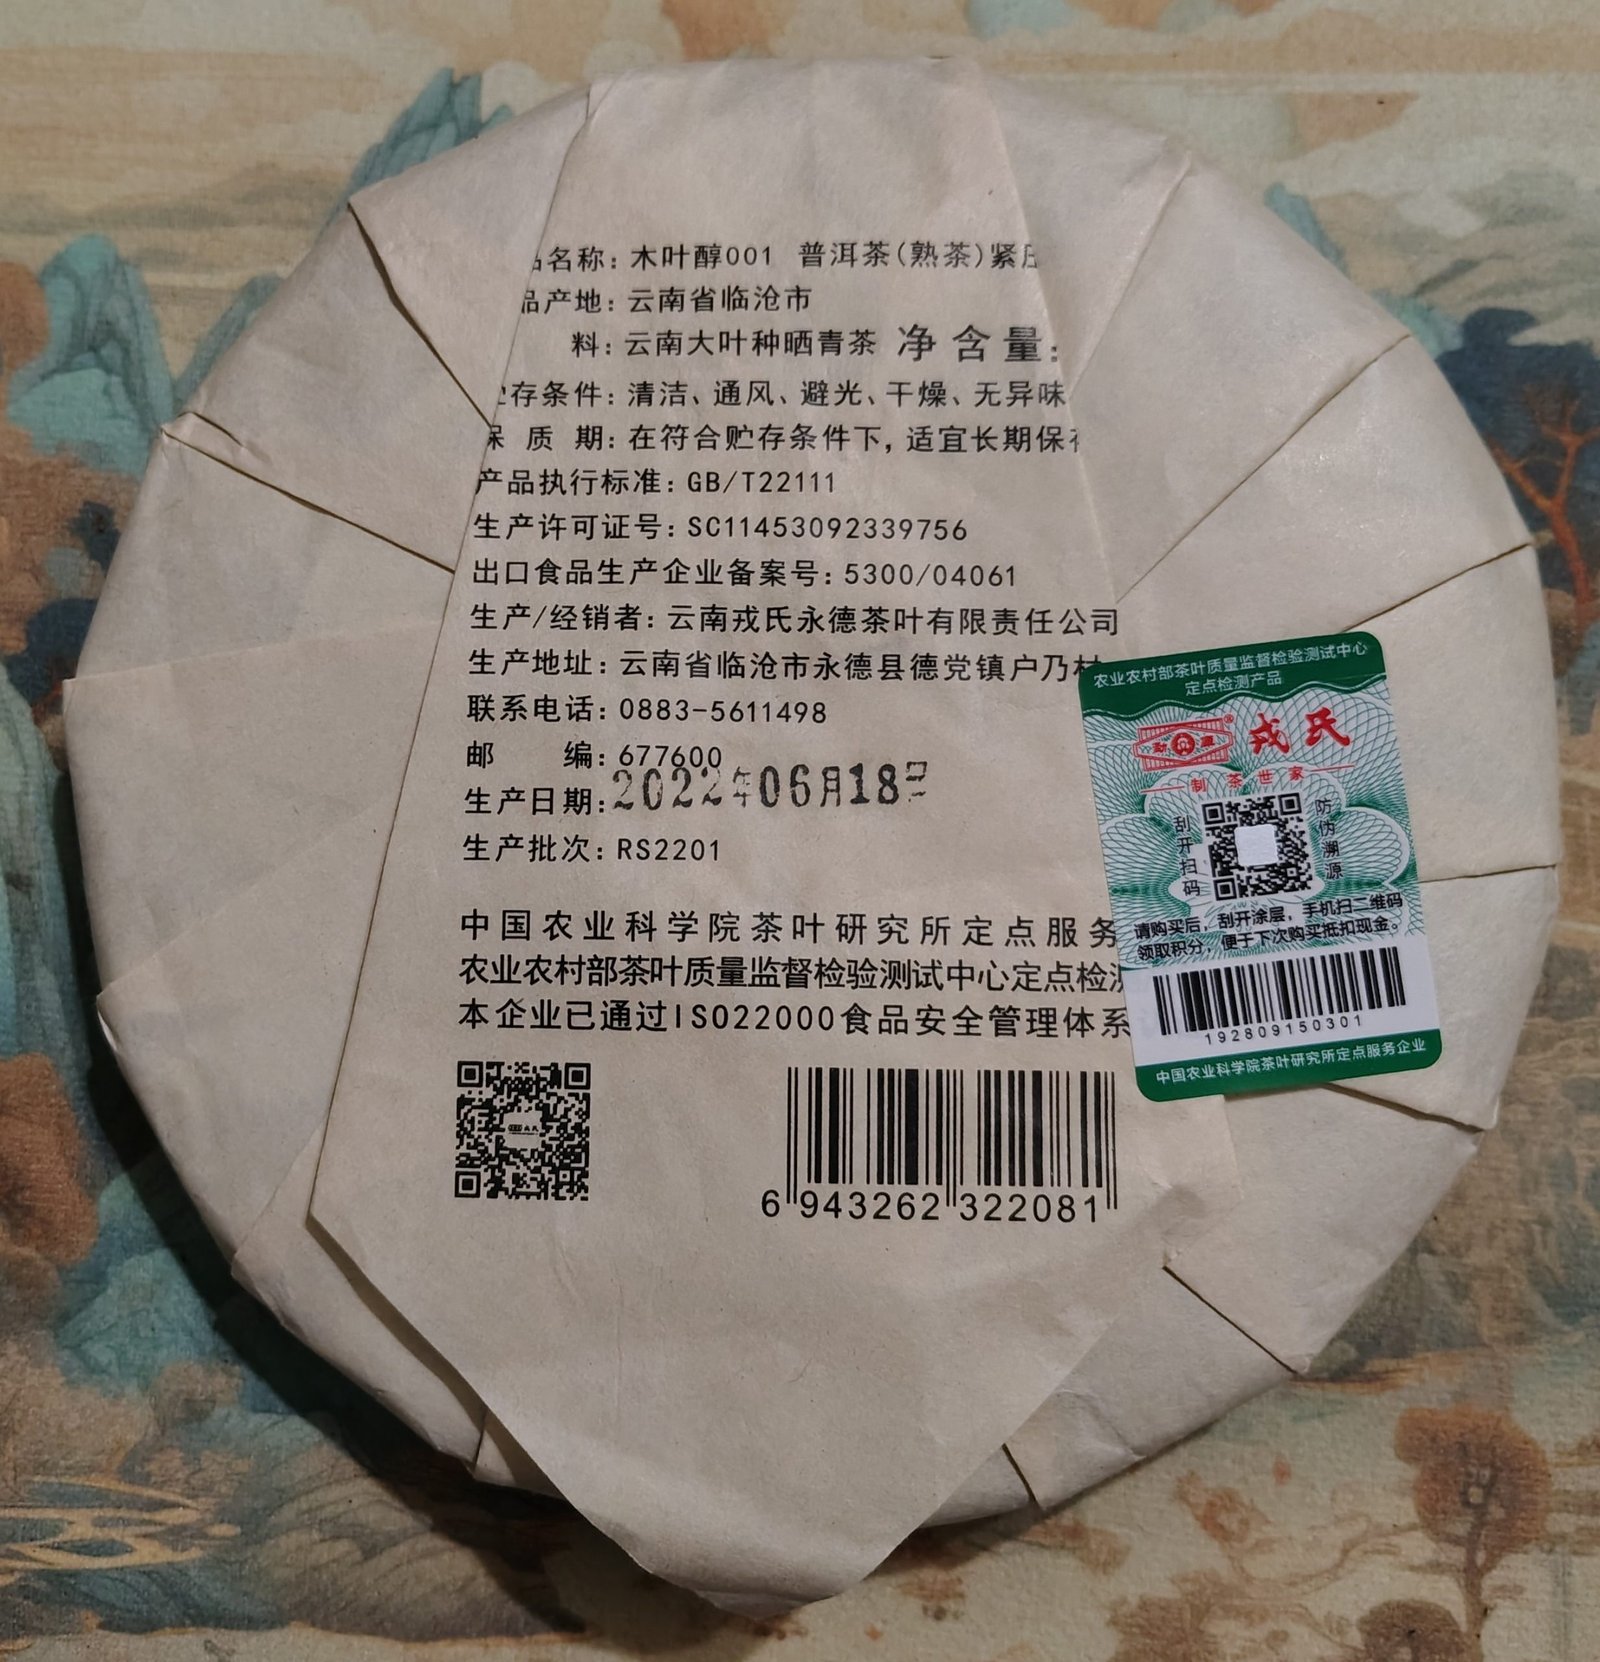 名称：木叶醇001 普洱茶(熟茶)紧
品产地：云南省临沧市
料：云南大叶种晒青茶 净含量：
存条件：清洁、通风、避光、干燥、无异味
保 质 期：在符合贮存条件下，适宜长期保
产品执行标准：GB/T22111
生产许可证号：SC11453092339756
出口食品生产企业备案号：5300/04061
生产/经销者：云南戎氏永德茶叶有限责任公司
生产地址：云南省临沧市永德县德党镇户乃村
联系电话：0883-5611498
邮 编：677600
生产日期：2022年06月18日
生产批次：RS2201
中国农业科学院茶叶研究所定点服务
农业农村部茶叶质量监督检验测试中心定点检
本企业已通过ISO22000食品安全管理体系
6 943262 322081
农业农村部茶叶质量监督检验测试中心
定点检测产品
戎氏
制茶世家
刮开扫码
防伪溯源
请购买后，刮开涂层，手机扫二维码
领取积分，便于下次购买抵扣现金。
192809150301
中国农业科学院茶叶研究所定点服务企业